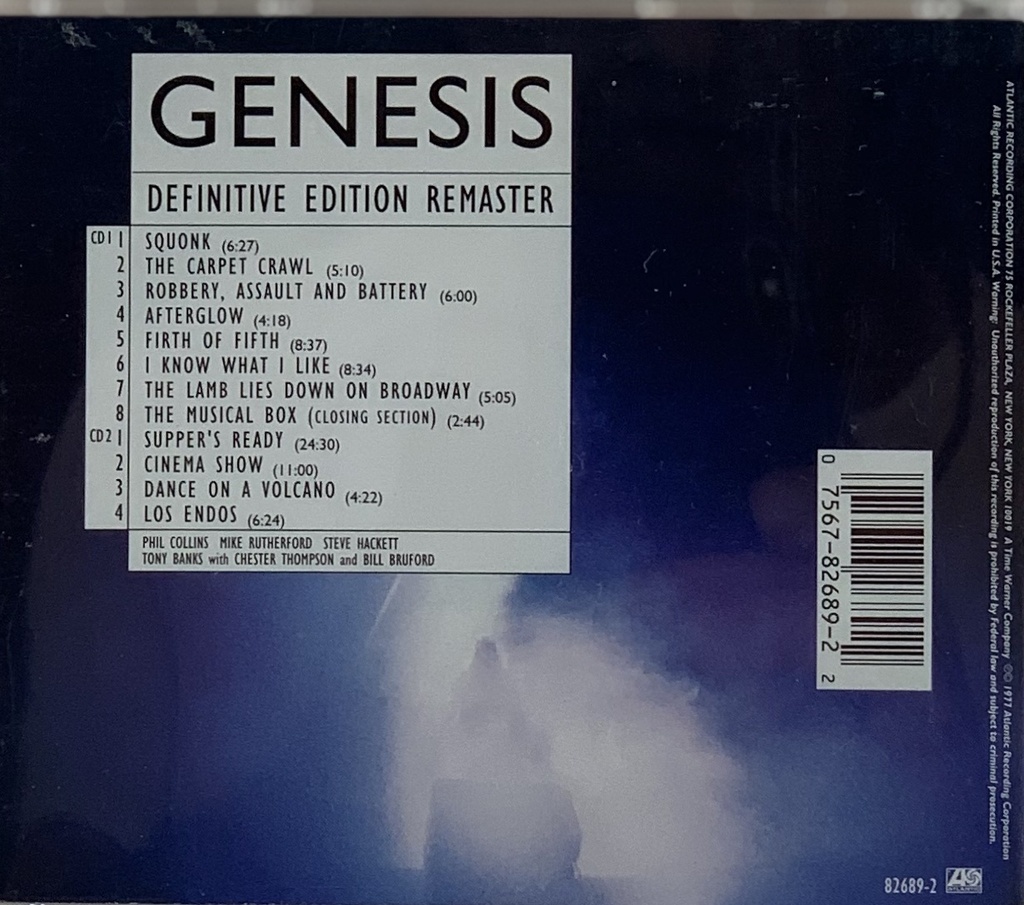 GENESIS
DEFINITIVE EDITION REMASTER
CD1 1 SQUONK (6:27)
2 THE CARPET CRAWL (5:10)
3 ROBBERY, ASSAULT AND BATTERY (6:00)
4 AFTERGLOW (4:18)
5 FIRTH OF FIFTH (8:37)
6 I KNOW WHAT I LIKE (8:34)
7 THE LAMB LIES DOWN ON BROADWAY (5:05)
8 THE MUSICAL BOX (CLOSING SECTION) (2:44)
CD2 1 SUPPER'S READY (24:30)
2 CINEMA SHOW (11:00)
3 DANCE ON A VOLCANO (4:22)
4 LOS ENDOS (6:24)
PHIL COLLINS MIKE RUTHERFORD STEVE HACKETT
TONY BANKS with CHESTER THOMPSON and BILL BRUFORD
0 7567-82689-2 2
ATLANTIC RECORDING CORPORATION 75 ROCKEFELLER PLAZA, NEW YORK, NEW YORK 10019 A Time Warner Company ©℗ 1977 Atlantic Recording Corporation
All Rights Reserved. Printed in U.S.A. Warning: Unauthorized reproduction of this recording is prohibited by Federal law and subject to criminal prosecution.
82689-2 ATLANTIC